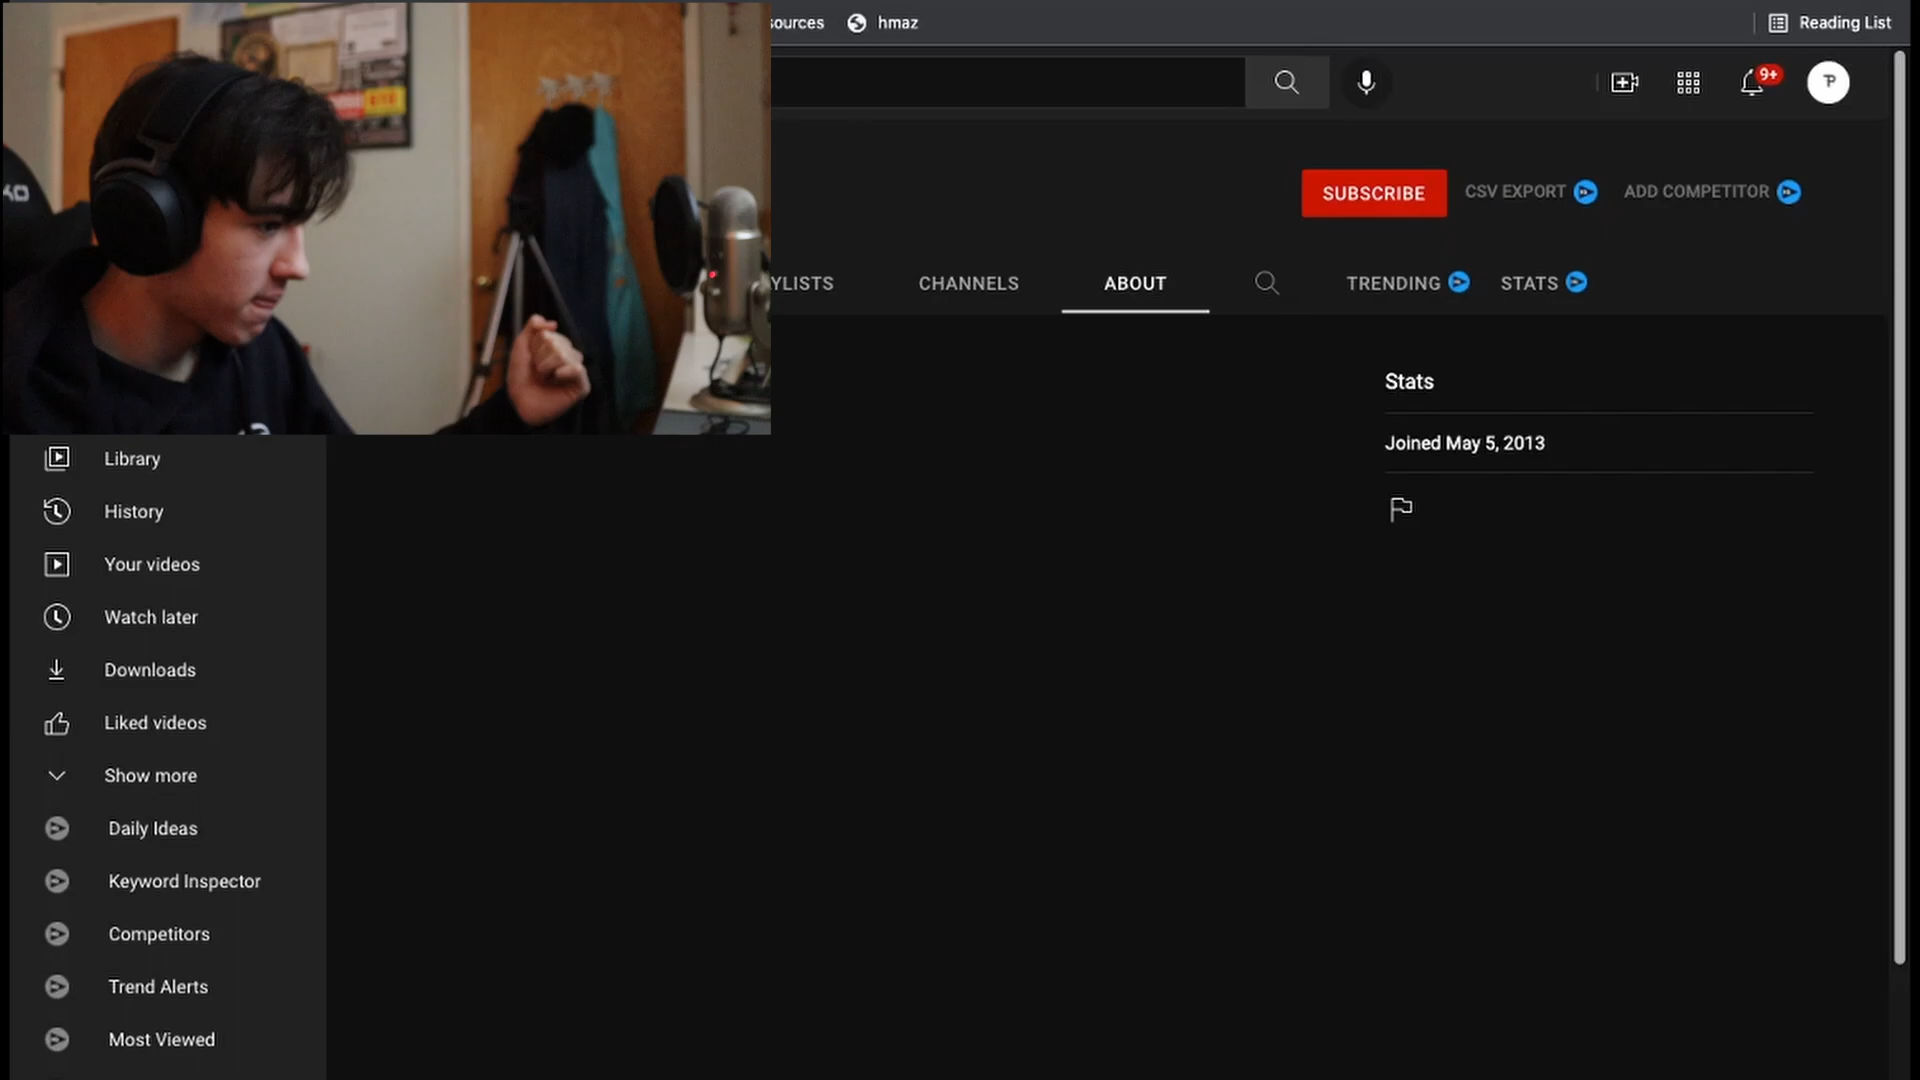 sources
hmaz
Reading List
9+
SUBSCRIBE
CSV EXPORT
ADD COMPETITOR
YLISTS
CHANNELS
ABOUT
TRENDING
STATS
Stats
Joined May 5, 2013
Library
History
Your videos
Watch later
Downloads
Liked videos
Show more
Daily Ideas
Keyword Inspector
Competitors
Trend Alerts
Most Viewed